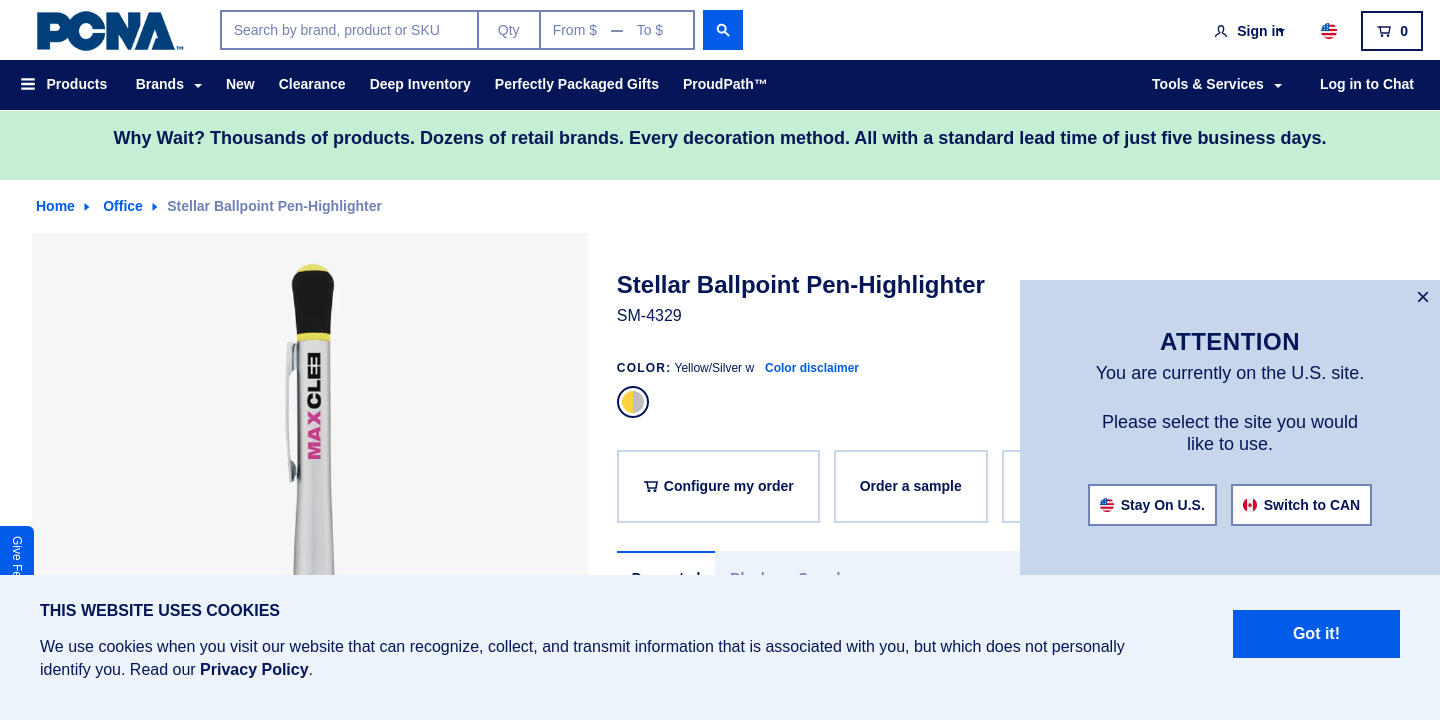 PCNA™
Search by brand, product or SKU
Qty
From $ — To $
Sign in
0
Products
Brands
New
Clearance
Deep Inventory
Perfectly Packaged Gifts
ProudPath™
Tools & Services
Log in to Chat
Why Wait? Thousands of products. Dozens of retail brands. Every decoration method. All with a standard lead time of just five business days.
Home
Office
Stellar Ballpoint Pen-Highlighter
Stellar Ballpoint Pen-Highlighter
SM-4329
COLOR: Yellow/Silver w
Color disclaimer
Configure my order
Order a sample
×
ATTENTION
You are currently on the U.S. site.
Please select the site you would
like to use.
Stay On U.S.
Switch to CAN
Give
THIS WEBSITE USES COOKIES
We use cookies when you visit our website that can recognize, collect, and transmit information that is associated with you, but which does not personally
identify you. Read our Privacy Policy.
Got it!